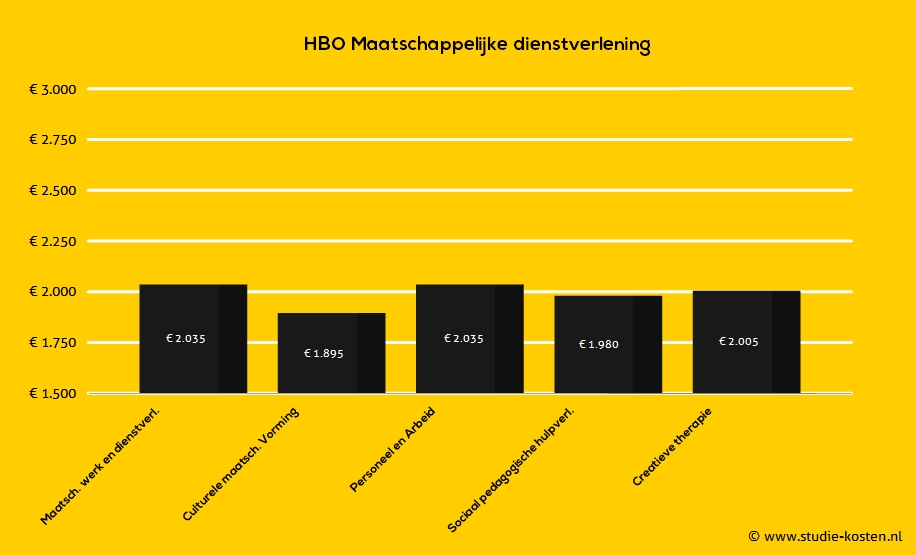 HBO Maatschappelijke dienstverlening
€ 3.000
€ 2.750
€ 2.500
€ 2.250
€ 2.000
€ 1.750
€ 1.500
€ 2.035
€ 1.895
€ 2.035
€ 1.980
€ 2.005
Maatsch. werk en dienstverl.
Culturele maatsch. Vorming
Personeel en Arbeid
Sociaal pedagogische hulpverl.
Creatieve therapie
© www.studie-kosten.nl